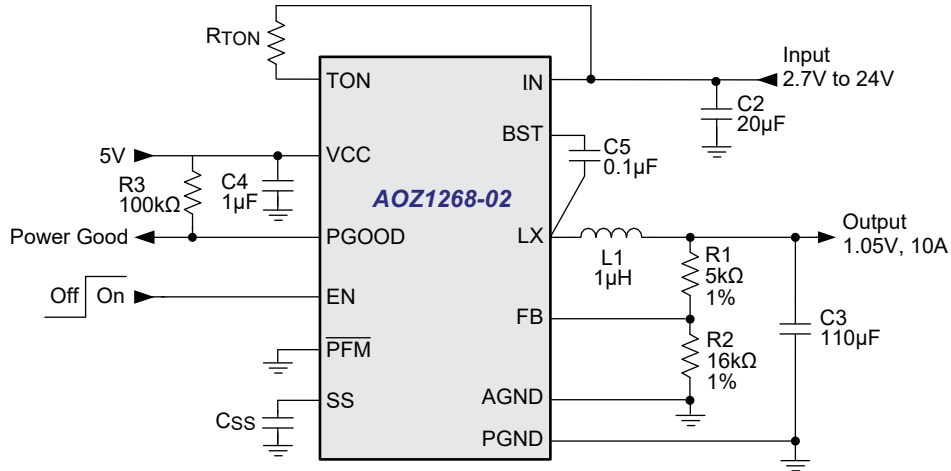 RTON
TON
IN
Input
2.7V to 24V
C2
20µF
BST
C5
0.1µF
5V
VCC
R3
100kΩ
C4
1µF
AOZ1268-02
Power Good
PGOOD
LX
L1
1µH
Output
1.05V, 10A
R1
5kΩ
1%
Off On
EN
FB
C3
110µF
R2
16kΩ
1%
PFM
SS
CSS
AGND
PGND